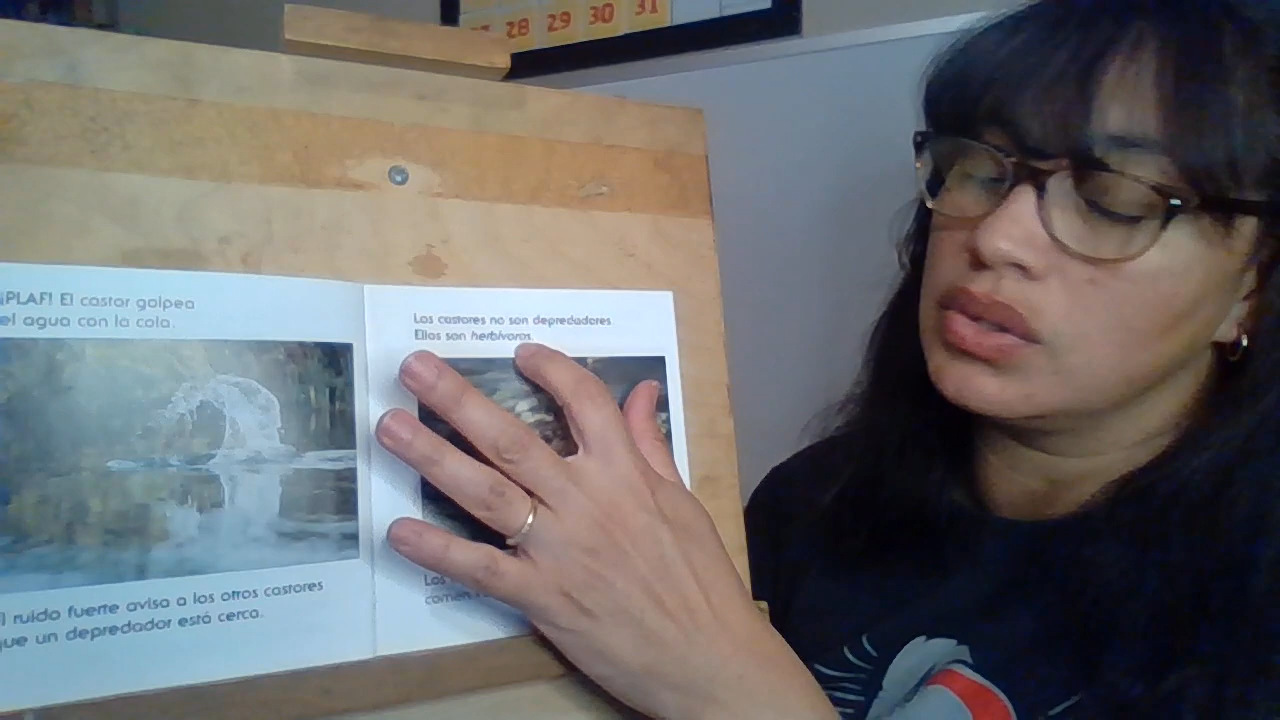 28 29 30 31
¡PLAF! El castor golpea
el agua con la cola.
El ruido fuerte avisa a los otros castores
que un depredador está cerca.
Los castores no son depredadores.
Ellos son herbívoros.
Los
comen